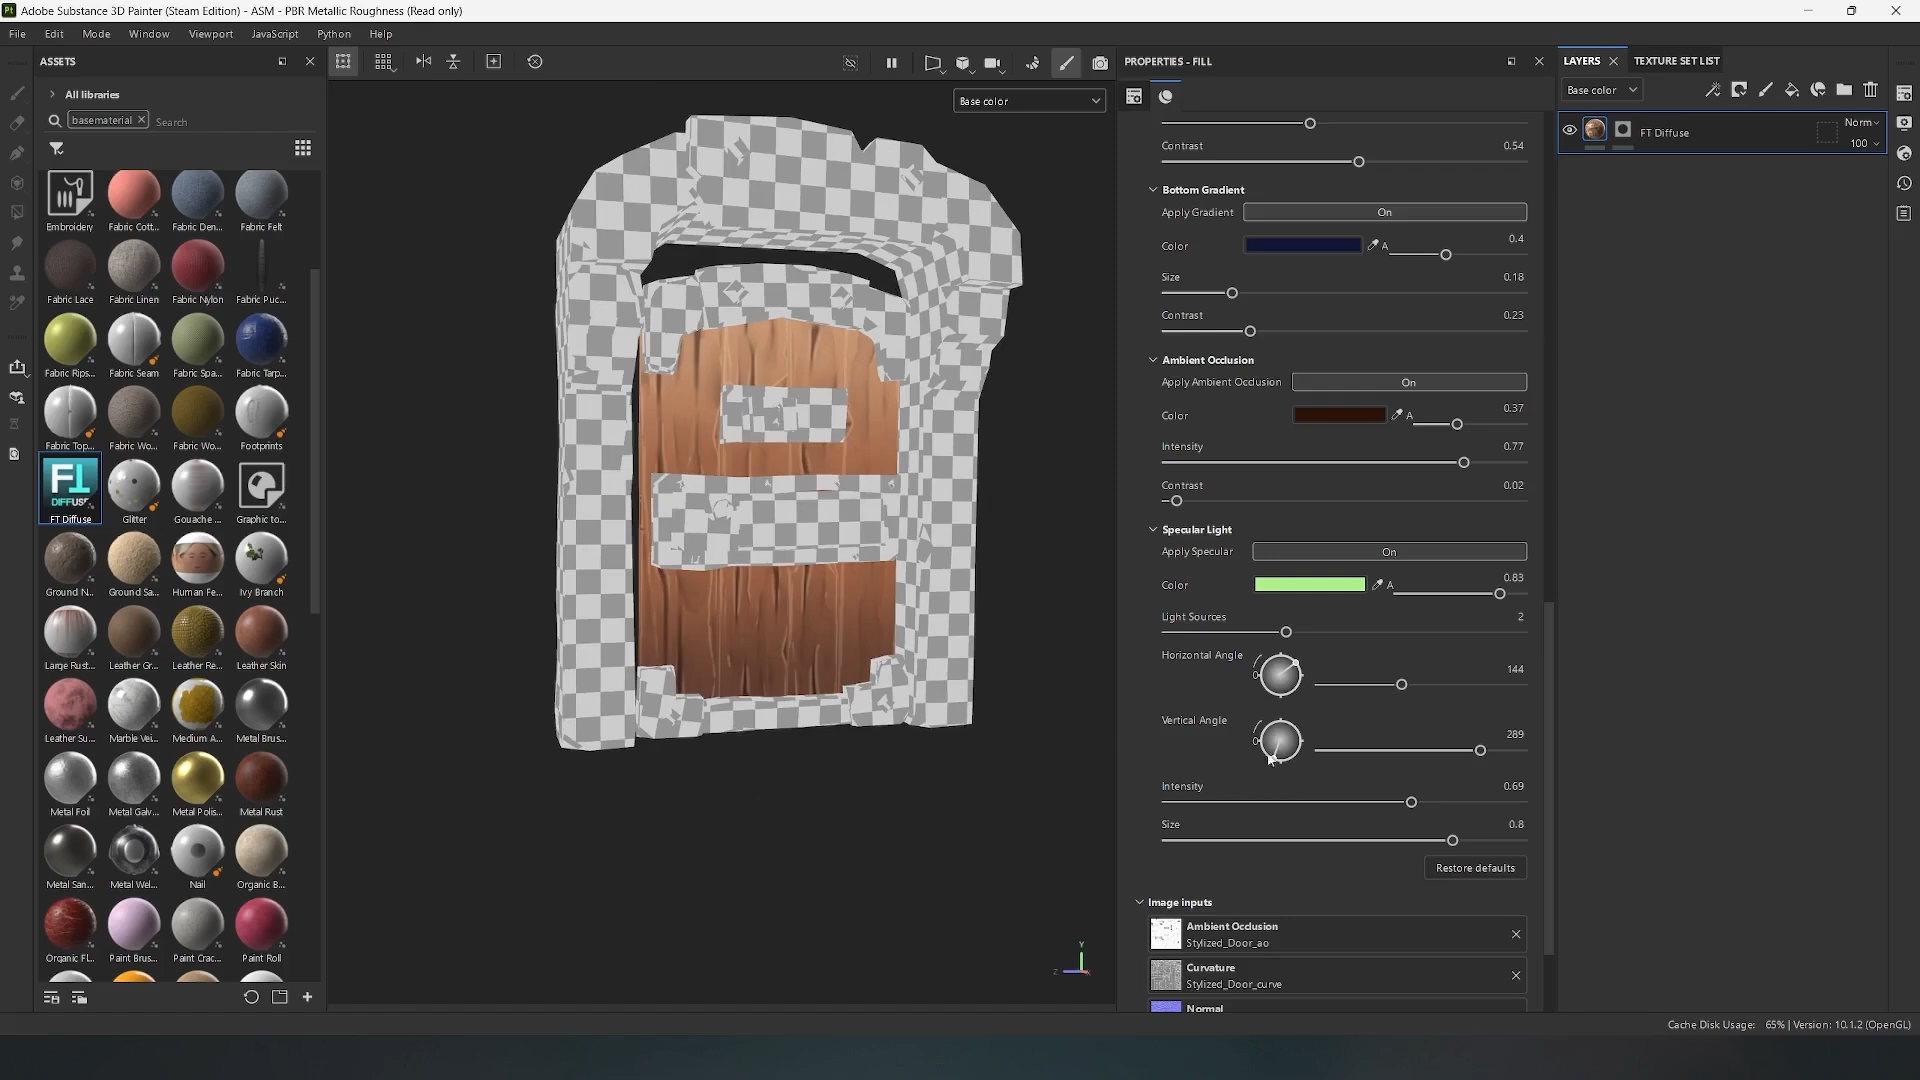 Pt Adobe Substance 3D Painter (Steam Edition) - ASM - PBR Metallic Roughness (Read only)
File Edit Mode Window Viewport JavaScript Python Help
ASSETS
All libraries
basematerial Search
Embroidery Fabric Cott... Fabric Den... Fabric Felt
Fabric Lace Fabric Linen Fabric Nylon Fabric Puc...
Fabric Rips... Fabric Seam Fabric Spa... Fabric Tarp...
Fabric Top... Fabric Wo... Fabric Wo... Footprints
FT DIFFUSE
FT Diffuse Glitter Gouache ... Graphic to...
Ground N... Ground Sa... Human Fe... Ivy Branch
Large Rust... Leather Gr... Leather Re... Leather Skin
Leather Su... Marble Vei... Medium A... Metal Brus...
Metal Foil Metal Galv... Metal Polis... Metal Rust
Metal San... Metal Wel... Nail Organic B...
Organic Fl... Paint Brus... Paint Crac... Paint Roll
Base color
Y
Z X
PROPERTIES - FILL
Contrast 0.54
Bottom Gradient
Apply Gradient On
Color A 0.4
Size 0.18
Contrast 0.23
Ambient Occlusion
Apply Ambient Occlusion On
Color A 0.37
Intensity 0.77
Contrast 0.02
Specular Light
Apply Specular On
Color A 0.83
Light Sources 2
Horizontal Angle 0 144
Vertical Angle 0 289
Intensity 0.69
Size 0.8
Restore defaults
Image inputs
Ambient Occlusion
Stylized_Door_ao
Curvature
Stylized_Door_curve
Normal
LAYERS TEXTURE SET LIST
Base color
FT Diffuse Norm 100
Cache Disk Usage: 65% | Version: 10.1.2 (OpenGL)